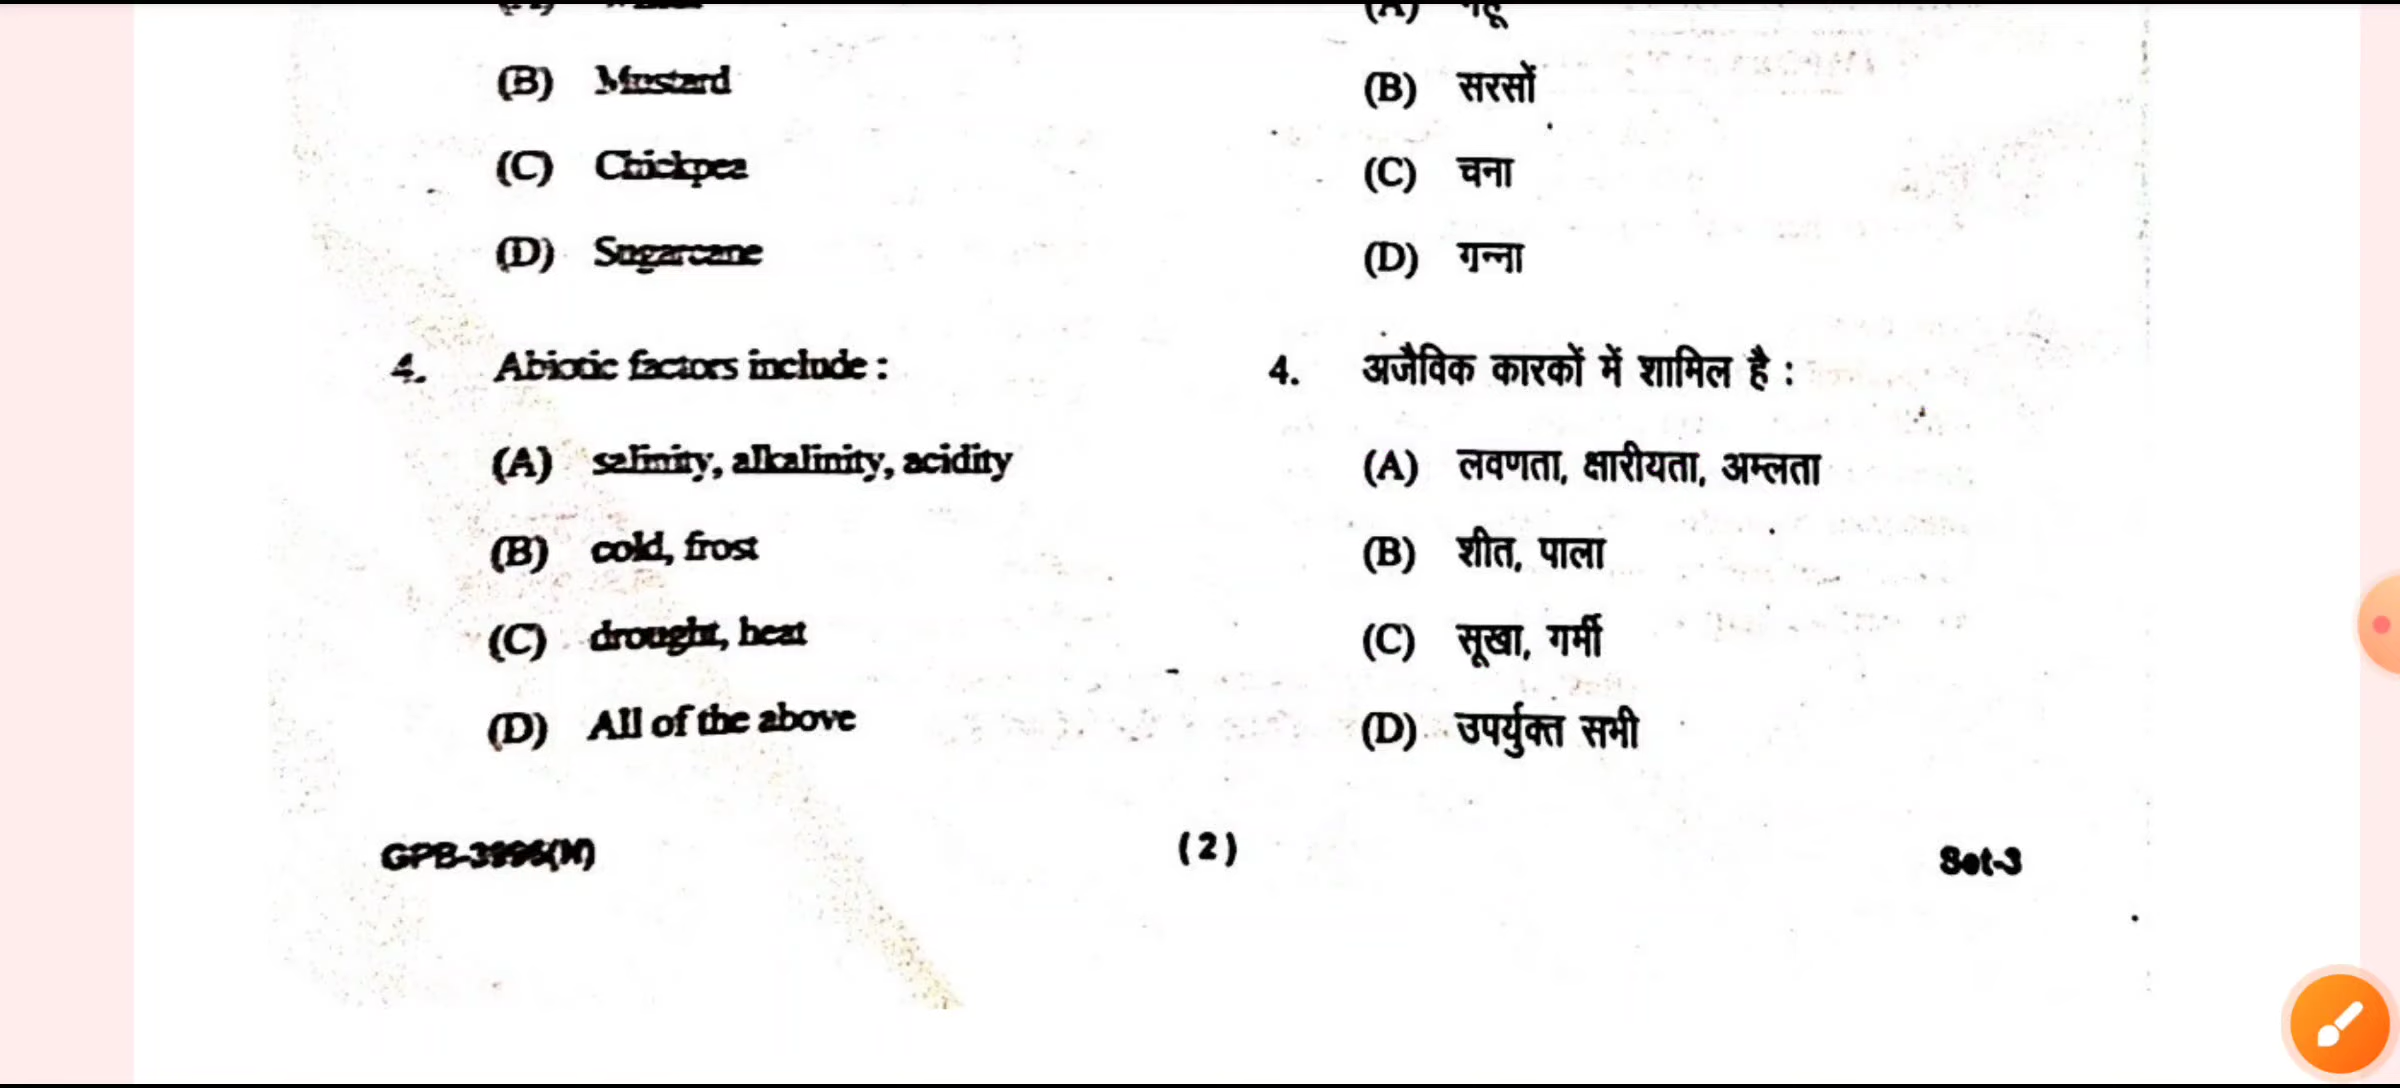 (B) Mustard
(C) Chickpea
(D) Sugarcane
4. Abiotic factors include :
(A) salinity, alkalinity, acidity
(B) cold, frost
(C) drought, heat
(D) All of the above
(A) गेहूँ
(B) सरसों
(C) चना
(D) गन्ना
4. अजैविक कारकों में शामिल है :
(A) लवणता, क्षारीयता, अम्लता
(B) शीत, पाला
(C) सूखा, गर्मी
(D) उपर्युक्त सभी
(2)
Set-3